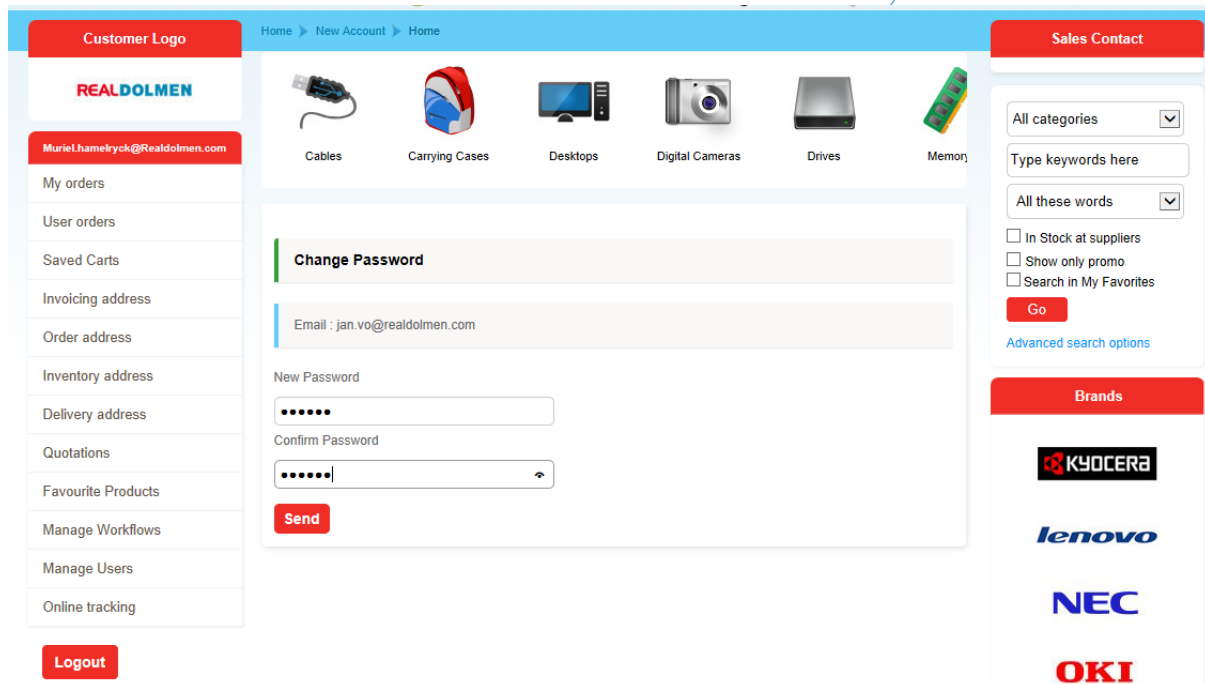 Customer Logo
REALDOLMEN
Muriel.hamelryck@Realdolmen.com
My orders
User orders
Saved Carts
Invoicing address
Order address
Inventory address
Delivery address
Quotations
Favourite Products
Manage Workflows
Manage Users
Online tracking
Logout
Home New Account Home
Cables Carrying Cases Desktops Digital Cameras Drives Memory
Change Password
Email : jan.vo@realdolmen.com
New Password
••••••
Confirm Password
••••••
Send
Sales Contact
All categories
Type keywords here
All these words
In Stock at suppliers
Show only promo
Search in My Favorites
Go
Advanced search options
Brands
KYOCERA
lenovo
NEC
OKI